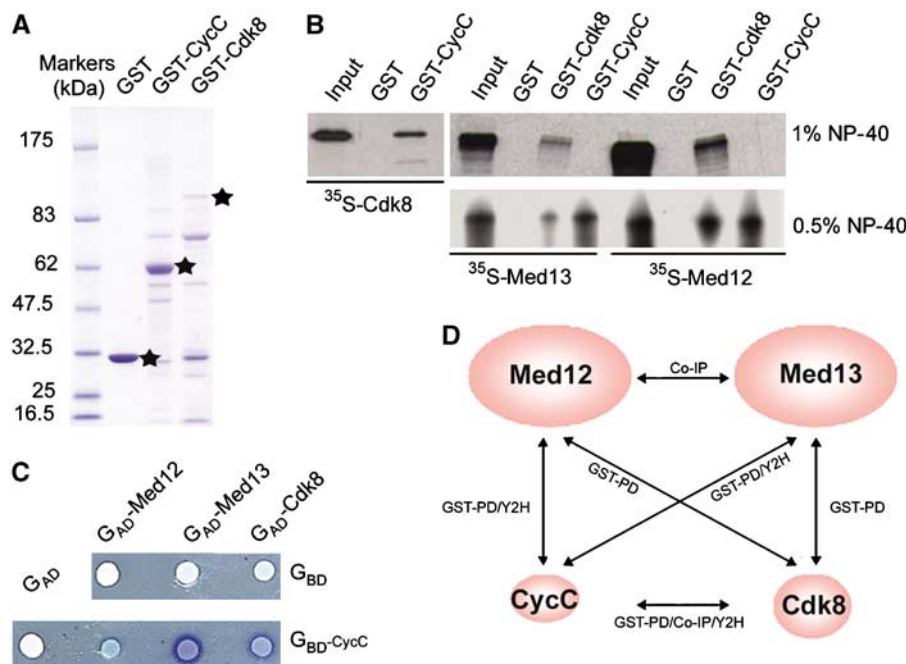 A
Markers
(kDa)
GST
GST-CycC
GST-Cdk8
175
83
62
47.5
32.5
25
16.5
B
Input
GST
GST-CycC
Input
GST
GST-Cdk8
GST-CycC
Input
GST
GST-Cdk8
GST-CycC
1% NP-40
35S-Cdk8
0.5% NP-40
35S-Med13
35S-Med12
C
GAD
GAD-Med12
GAD-Med13
GAD-Cdk8
GBD
GBD-CycC
D
Med12
Co-IP
Med13
GST-PD/Y2H
GST-PD
GST-PD/Y2H
GST-PD
CycC
GST-PD/Co-IP/Y2H
Cdk8